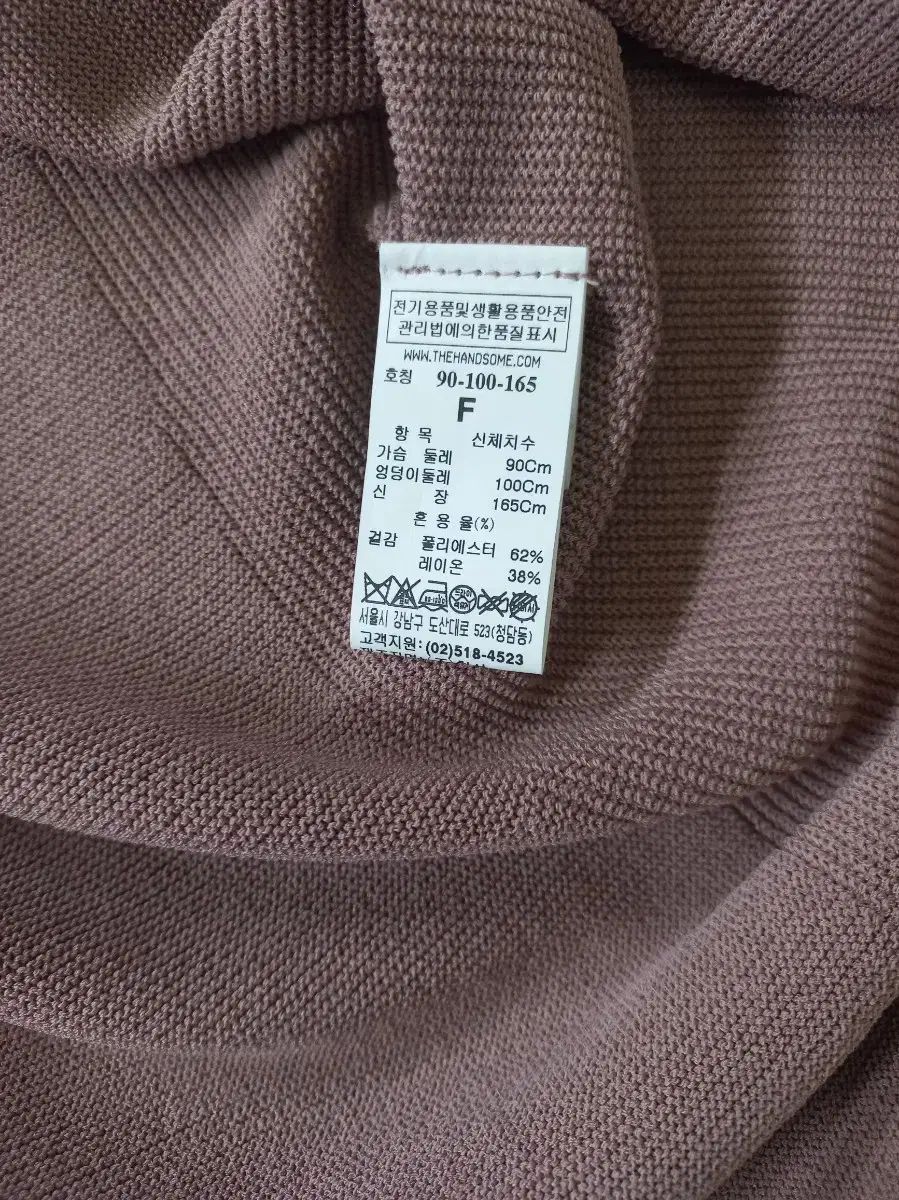 전기용품및생활용품안전
관리법에의한품질표시
WWW.THEHANDSOME.COM
호칭 90-100-165
F
항 목 신체치수
가슴 둘레 90Cm
엉덩이둘레 100Cm
신 장 165Cm
혼 용 율(%)
겉감 폴리에스터 62%
레이온 38%
드라이
서울시 강남구 도산대로 523(청담동)
고객지원: (02)518-4523